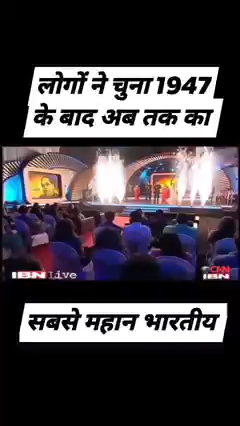 लोगों ने चुना 1947
के बाद अब तक का
IBN Live
CNN
IBN
सबसे महान भारतीय